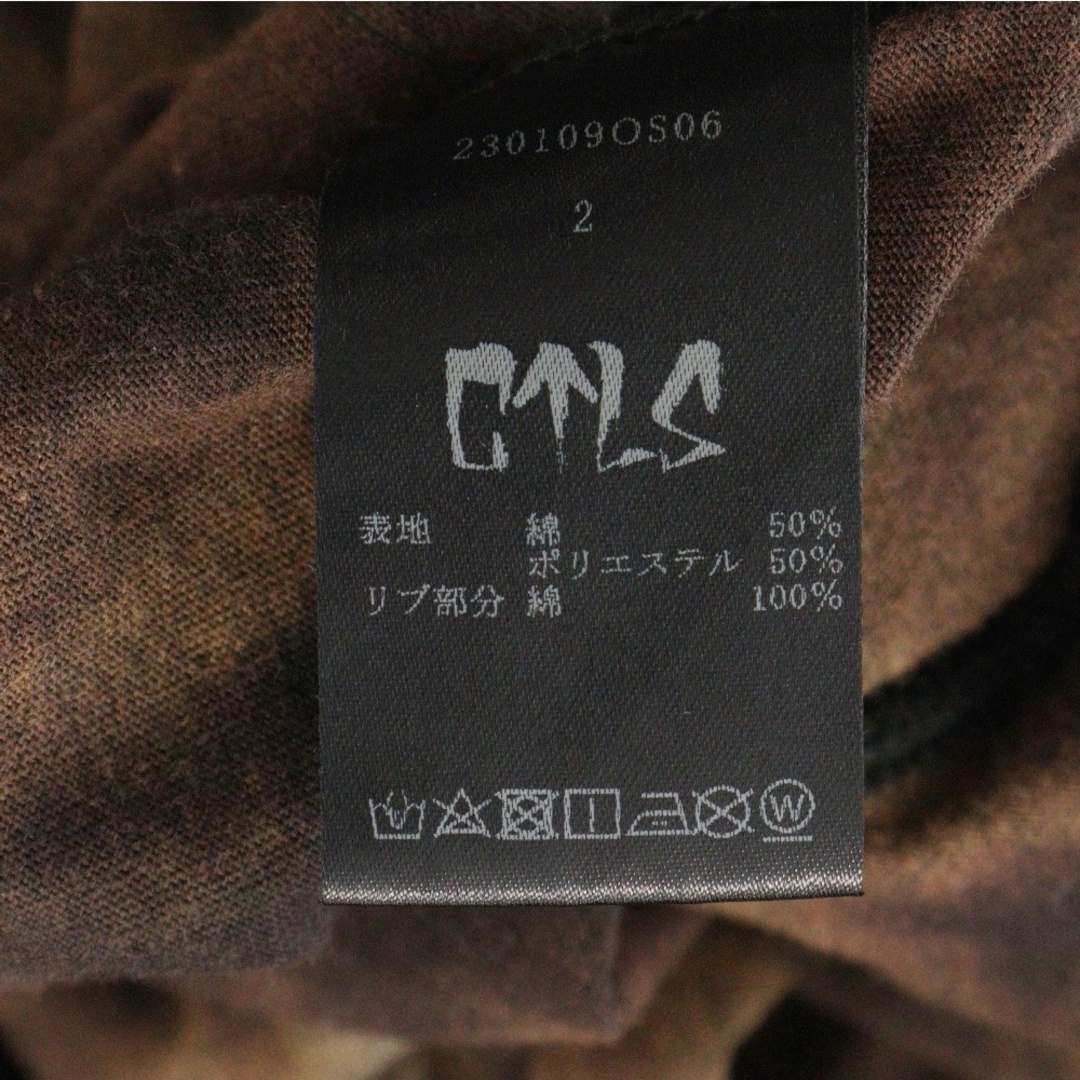 230109OS06
2
CTLS
表地 綿 50%
ポリエステル 50%
リブ部分 綿 100%
W